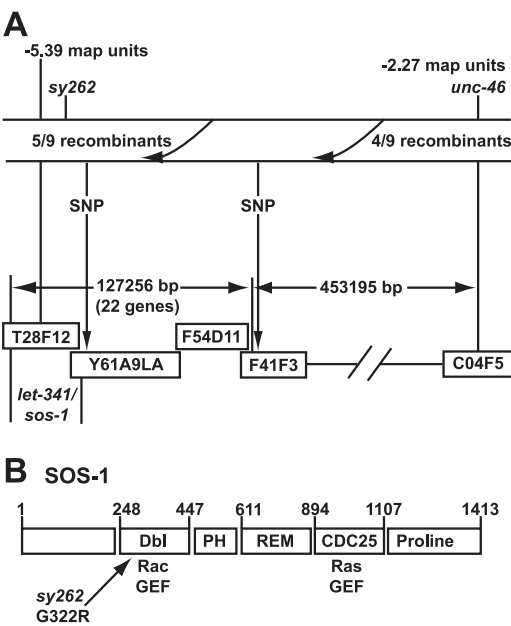 A
-5.39 map units
sy262
-2.27 map units
unc-46
5/9 recombinants
4/9 recombinants
SNP
SNP
127256 bp
(22 genes)
453195 bp
T28F12
F54D11
Y61A9LA
F41F3
C04F5
let-341/
sos-1
B SOS-1
1 248 447 611 894 1107 1413
Dbl PH REM CDC25 Proline
Rac
GEF
Ras
GEF
sy262
G322R